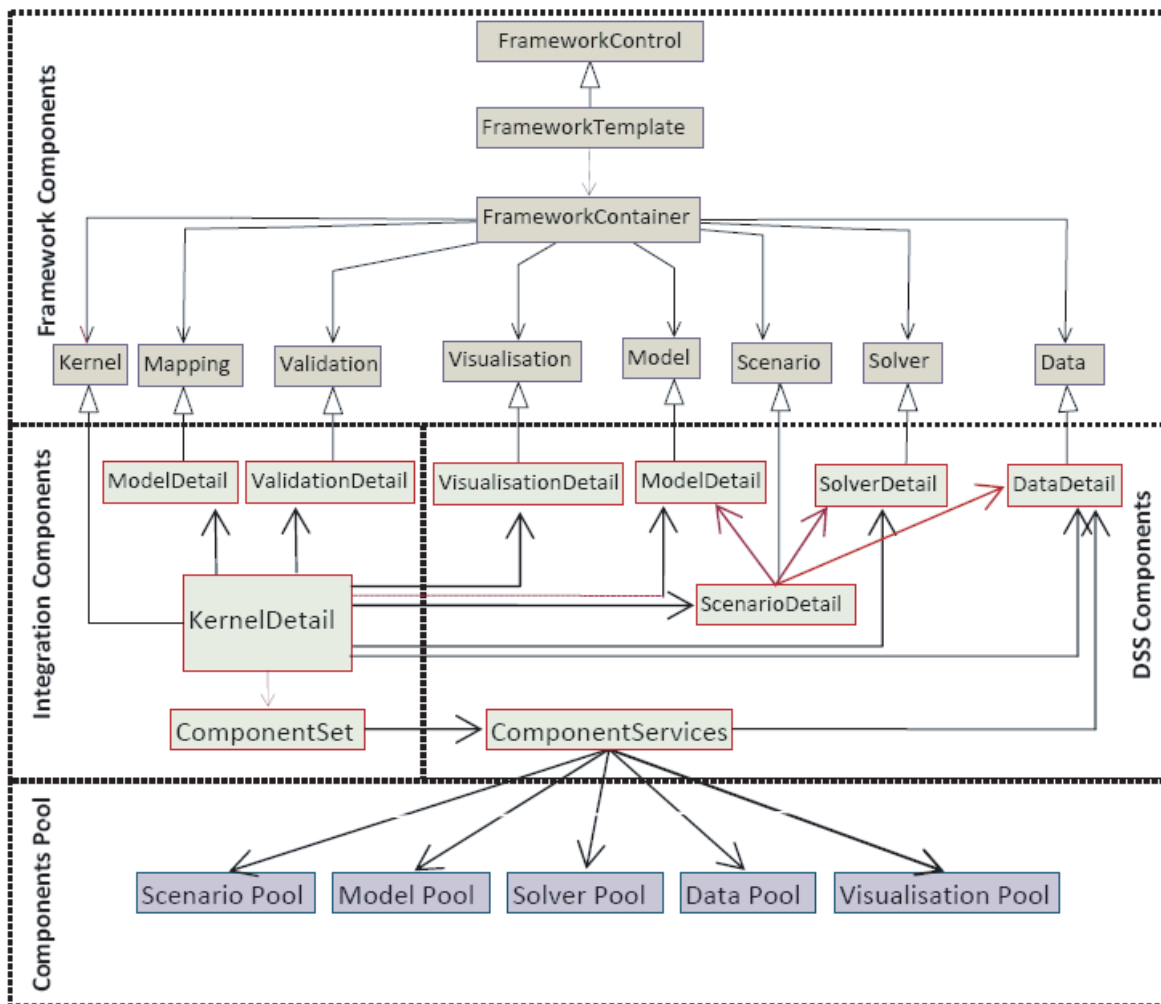 Framework Components
FrameworkControl
FrameworkTemplate
FrameworkContainer
Kernel
Mapping
Validation
Visualisation
Model
Scenario
Solver
Data
Integration Components
ModelDetail
ValidationDetail
KernelDetail
ComponentSet
DSS Components
VisualisationDetail
ModelDetail
SolverDetail
DataDetail
ScenarioDetail
ComponentServices
Components Pool
Scenario Pool
Model Pool
Solver Pool
Data Pool
Visualisation Pool